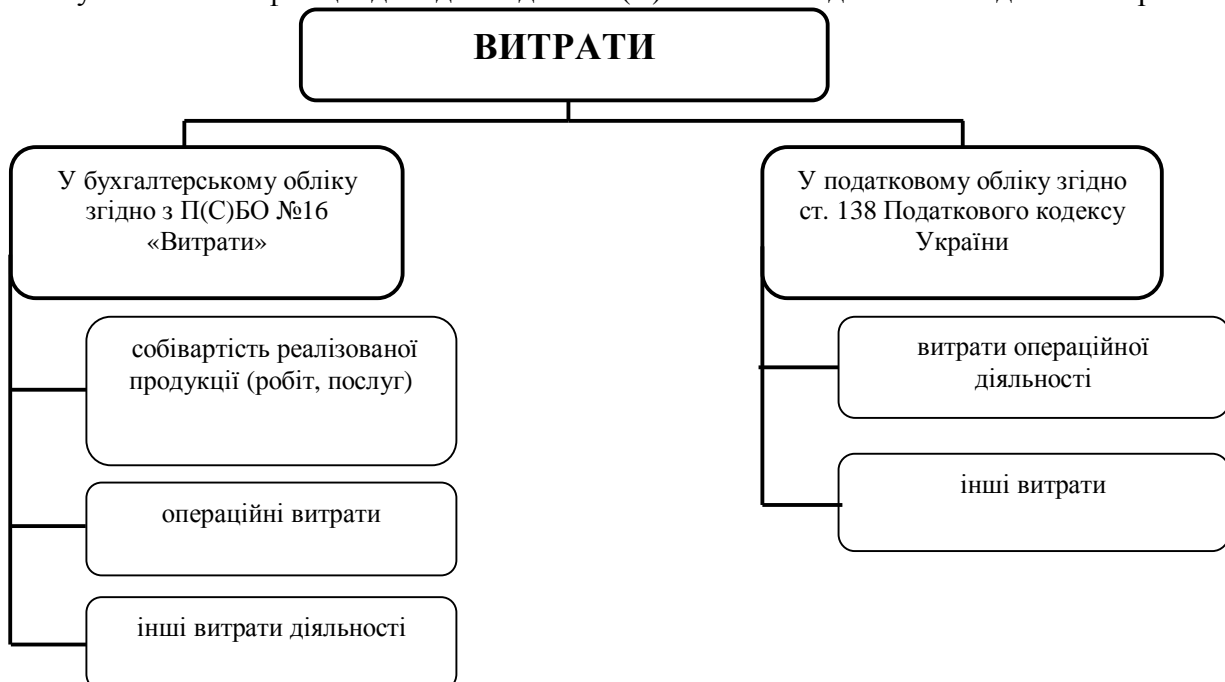 ВИТРАТИ
У бухгалтерському обліку
згідно з П(С)БО №16
«Витрати»
собівартість реалізованої
продукції (робіт, послуг)
операційні витрати
інші витрати діяльності
У податковому обліку згідно
ст. 138 Податкового кодексу
України
витрати операційної
діяльності
інші витрати